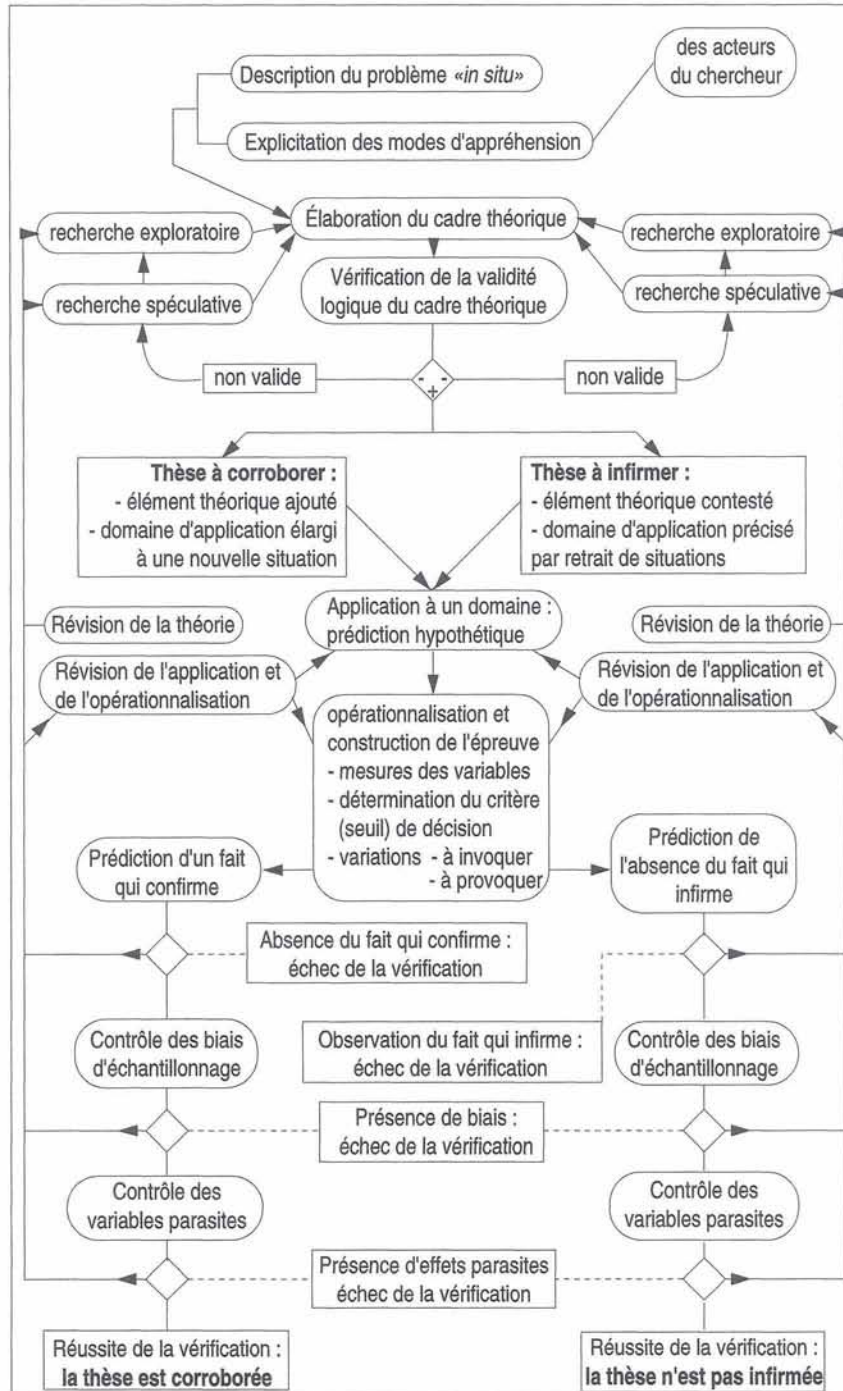 des acteurs
du chercheur
Description du problème «in situ»
Explicitation des modes d'appréhension
Élaboration du cadre théorique
recherche exploratoire
recherche exploratoire
Vérification de la validité
logique du cadre théorique
recherche spéculative
recherche spéculative
non valide
- -
+
non valide
Thèse à corroborer :
- élément théorique ajouté
- domaine d'application élargi
à une nouvelle situation
Thèse à infirmer :
- élément théorique contesté
- domaine d'application précisé
par retrait de situations
Application à un domaine :
prédiction hypothétique
Révision de la théorie
Révision de la théorie
Révision de l'application et
de l'opérationnalisation
Révision de l'application et
de l'opérationnalisation
opérationnalisation et
construction de l'épreuve
- mesures des variables
- détermination du critère
(seuil) de décision
- variations - à invoquer
- à provoquer
Prédiction d'un fait
qui confirme
Prédiction de
l'absence du fait qui
infirme
Absence du fait qui confirme :
échec de la vérification
Contrôle des biais
d'échantillonnage
Observation du fait qui infirme :
échec de la vérification
Contrôle des biais
d'échantillonnage
Présence de biais :
échec de la vérification
Contrôle des
variables parasites
Contrôle des
variables parasites
Présence d'effets parasites
échec de la vérification
Réussite de la vérification :
la thèse est corroborée
Réussite de la vérification :
la thèse n'est pas infirmée